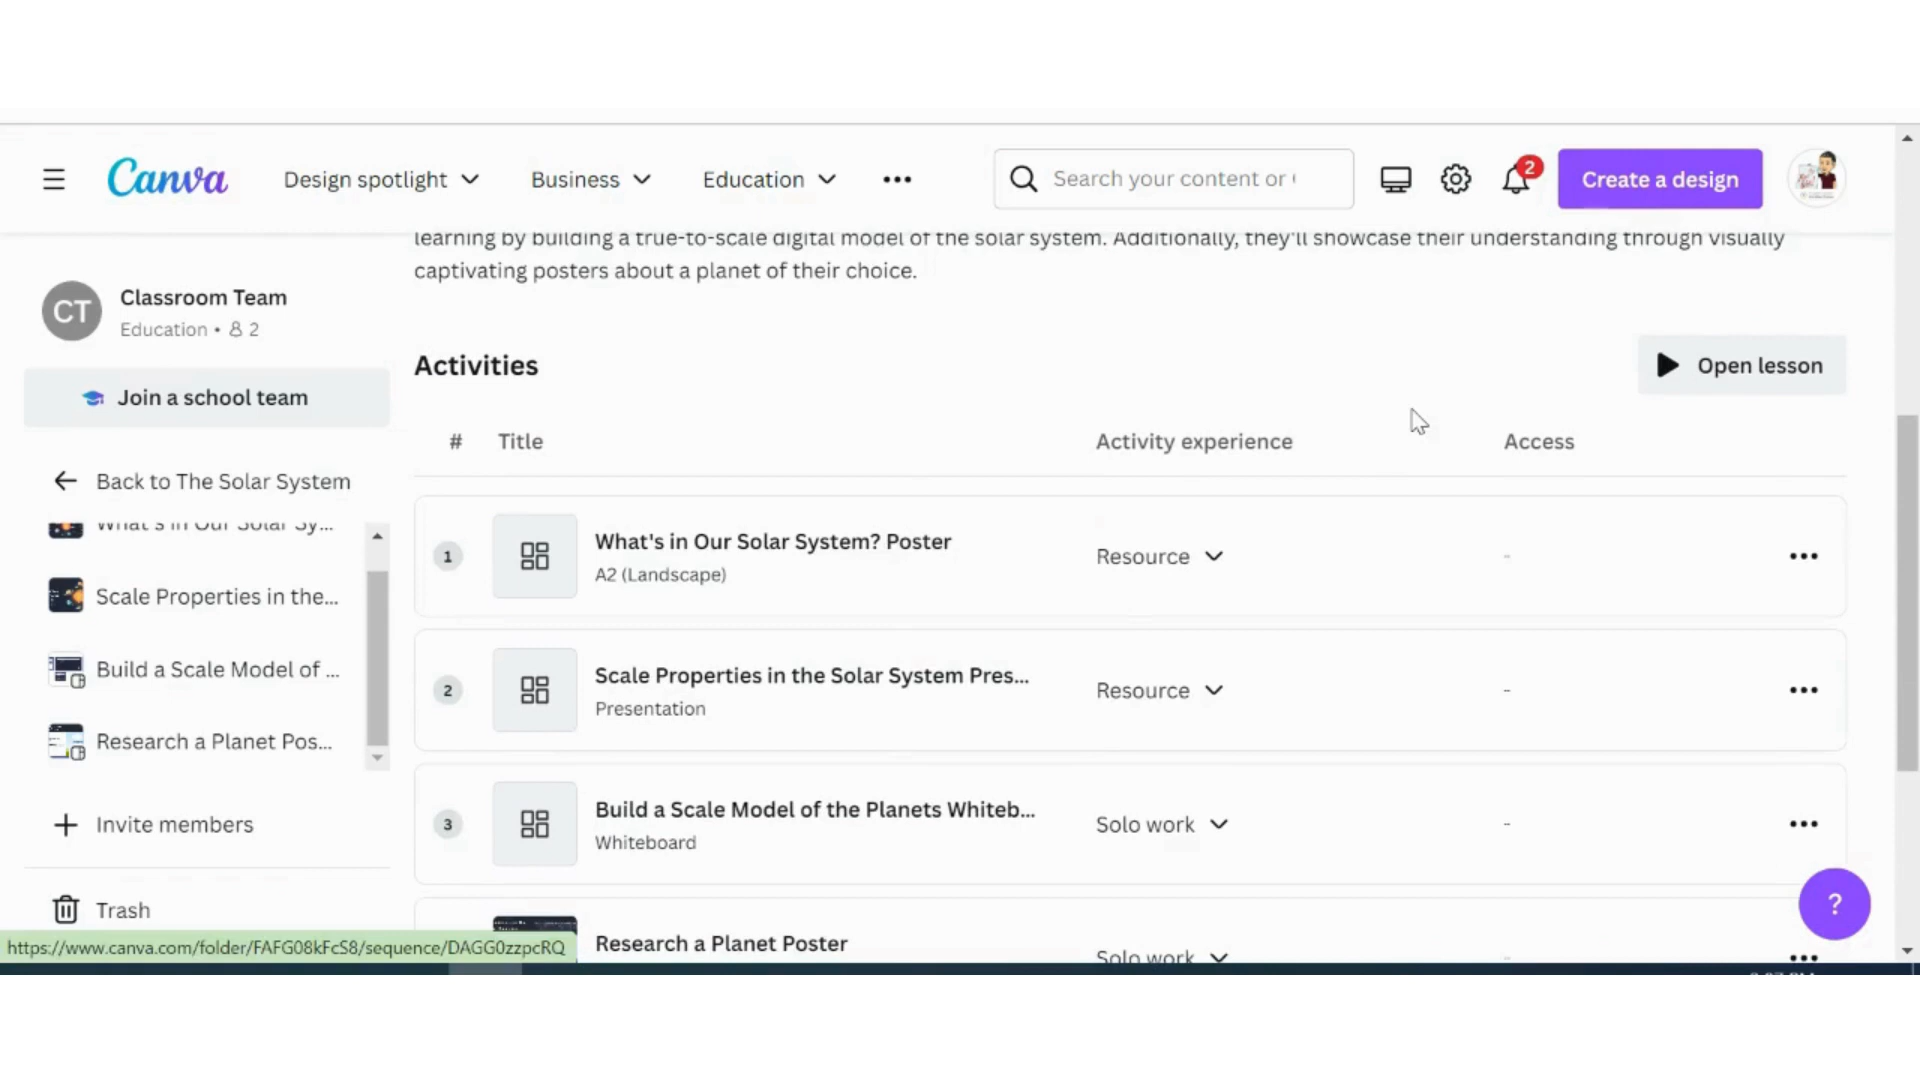 Canva
Design spotlight
Business
Education
Search your content or
2
Create a design
learning by building a true-to-scale digital model of the solar system. Additionally, they'll showcase their understanding through visually
captivating posters about a planet of their choice.
CT
Classroom Team
Education • 2
Join a school team
Back to The Solar System
What's in Our Solar Sy...
Scale Properties in the...
Build a Scale Model of ...
Research a Planet Pos...
Invite members
Trash
https://www.canva.com/folder/FAFG08kFcS8/sequence/DAGG0zzpcRQ
Activities
Open lesson
# Title Activity experience Access
1
What's in Our Solar System? Poster
A2 (Landscape)
Resource
-
2
Scale Properties in the Solar System Pres...
Presentation
Resource
-
3
Build a Scale Model of the Planets Whiteb...
Whiteboard
Solo work
-
Research a Planet Poster
Solo work
-
?